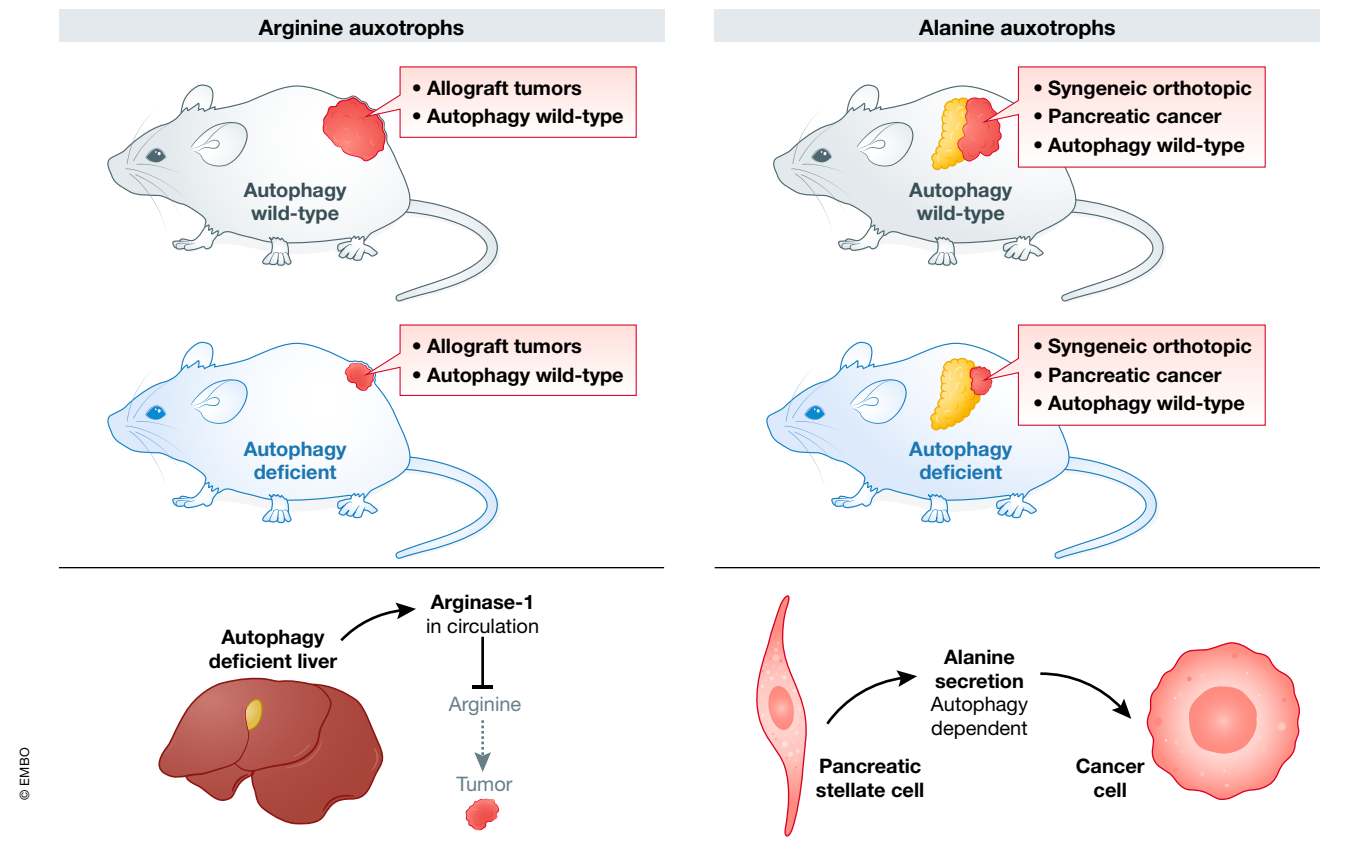 Arginine auxotrophs
• Allograft tumors
• Autophagy wild-type
Autophagy
wild-type
• Allograft tumors
• Autophagy wild-type
Autophagy
deficient
Autophagy
deficient liver
Arginase-1
in circulation
Arginine
Tumor
Alanine auxotrophs
• Syngeneic orthotopic
• Pancreatic cancer
• Autophagy wild-type
Autophagy
wild-type
• Syngeneic orthotopic
• Pancreatic cancer
• Autophagy wild-type
Autophagy
deficient
Pancreatic
stellate cell
Alanine
secretion
Autophagy
dependent
Cancer
cell
© EMBO